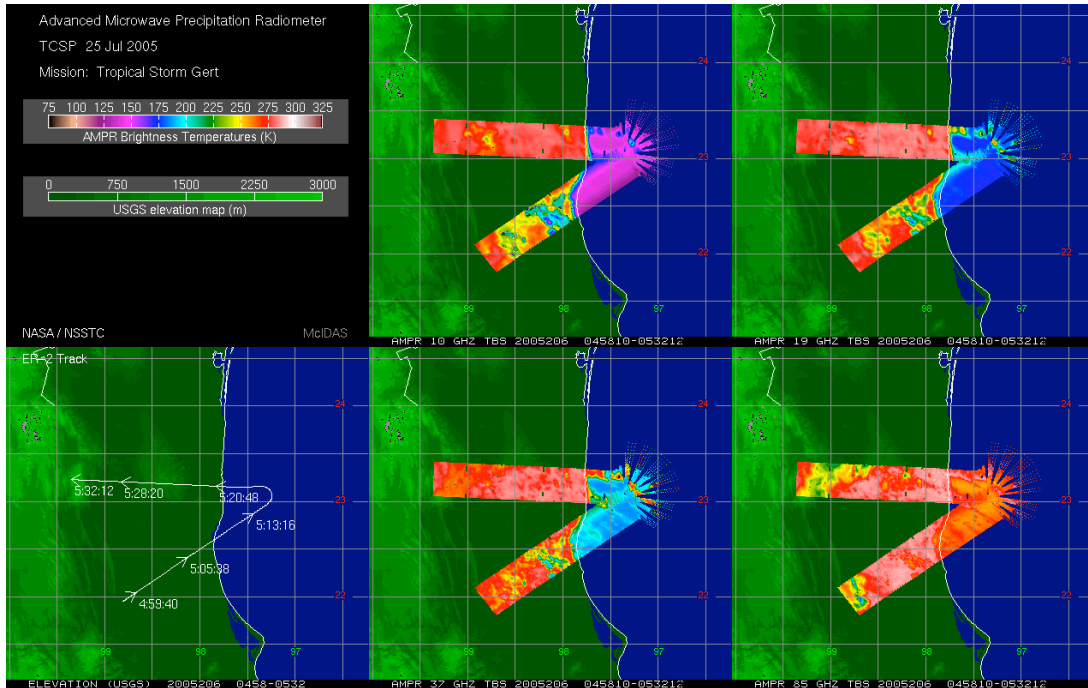 Advanced Microwave Precipitation Radiometer
TCSP 25 Jul 2005
Mission: Tropical Storm Gert
75 100 125 150 175 200 225 250 275 300 325
AMPR Brightness Temperatures (K)
0 750 1500 2250 3000
USGS elevation map (m)
NASA / NSSTC McIDAS
24
23
22
99 98 97
AMPR 10 GHZ TBS 2005206 045810-053212
24
23
22
99 98 97
AMPR 19 GHZ TBS 2005206 045810-053212
ER-2 Track
24
5:32:12 5:28:20 5:20:48
23
5:13:16
5:05:38
4:59:40
22
99 98 97
ELEVATION (USGS) 2005206 0458-0532
24
23
22
99 98 97
AMPR 37 GHZ TBS 2005206 045810-053212
24
23
22
99 98 97
AMPR 85 GHZ TBS 2005206 045810-053212